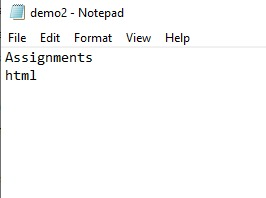 demo2 - Notepad
File Edit Format View Help
Assignments
html